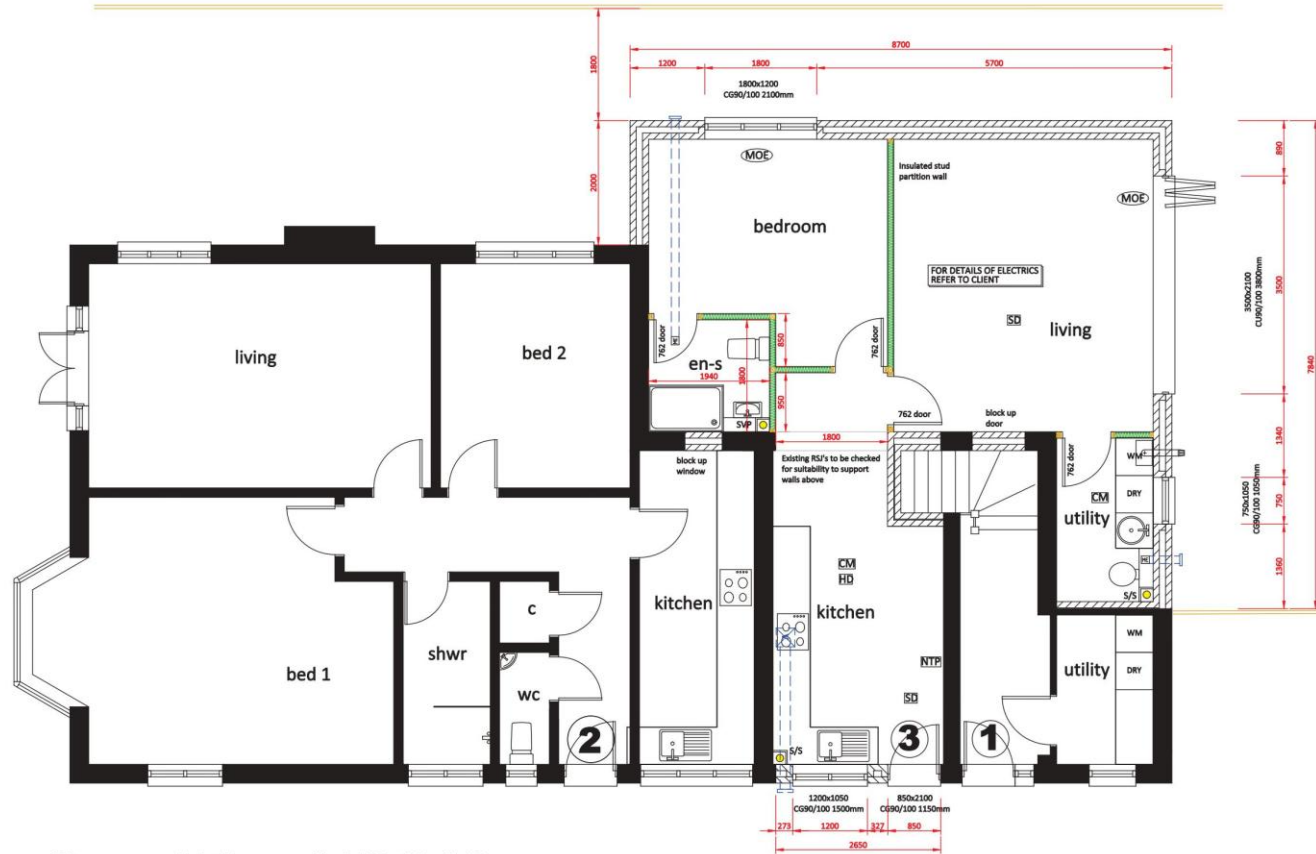 8700
1200
1800
5700
1800
1800x1200
CG90/100 2100mm
2000
MOE
Insulated stud
partition wall
MOE
890
bedroom
FOR DETAILS OF ELECTRICS
REFER TO CLIENT
3500x2100
CU90/100 3800mm
3500
7840
SD
living
living
bed 2
762 door
en-s
850
762 door
1940
1800
950
762 door
SVP
block up
door
1340
1800
block up
window
Existing RSJ's to be checked
for suitability to support
walls above
762 door
WM
CM
DRY
utility
750x1050
CG90/100 1050mm
750
CM
HD
ME
S/S
1360
c
kitchen
kitchen
WM
bed 1
shwr
wc
NTP
utility
DRY
SD
2
3
1
S/S
1200x1050
CG90/100 1500mm
850x2100
CG90/100 1150mm
273
1200
327
850
2650